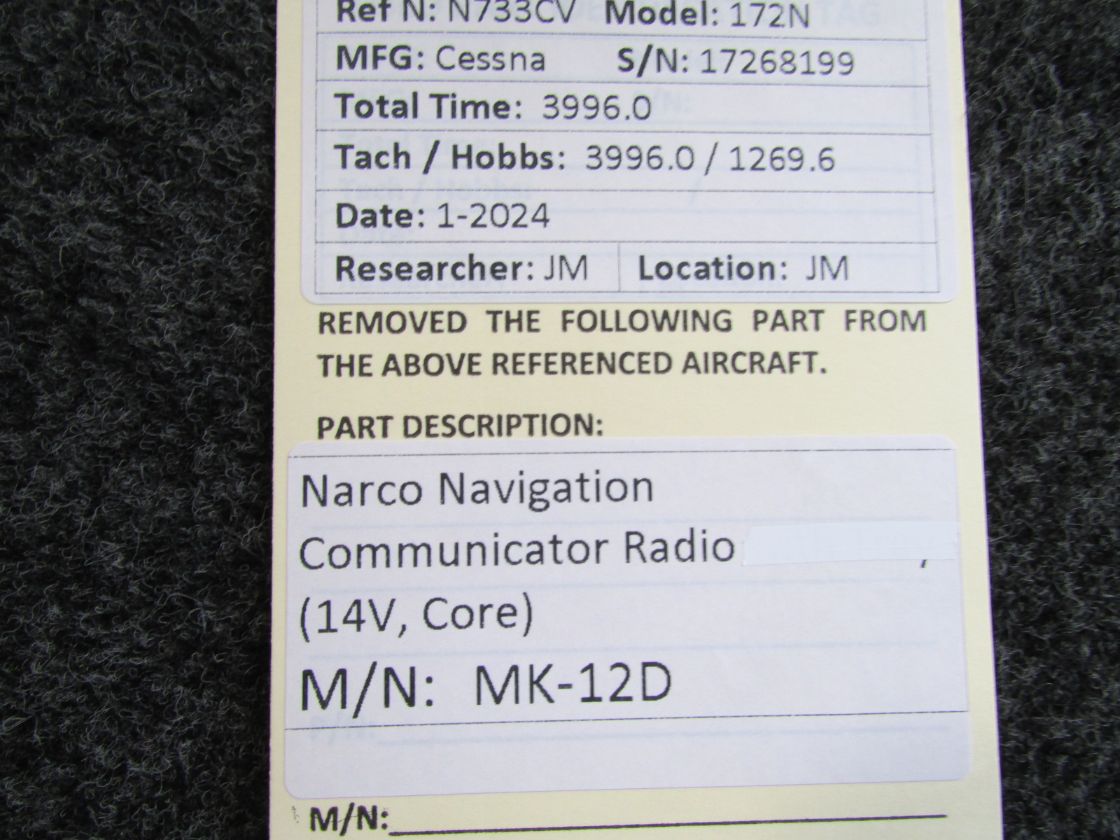 Ref N: N733CV Model: 172N
MFG: Cessna S/N: 17268199
Total Time: 3996.0
Tach / Hobbs: 3996.0 / 1269.6
Date: 1-2024
Researcher: JM Location: JM
REMOVED THE FOLLOWING PART FROM
THE ABOVE REFERENCED AIRCRAFT.
PART DESCRIPTION:
Narco Navigation
Communicator Radio
(14V, Core)
M/N: MK-12D
M/N: